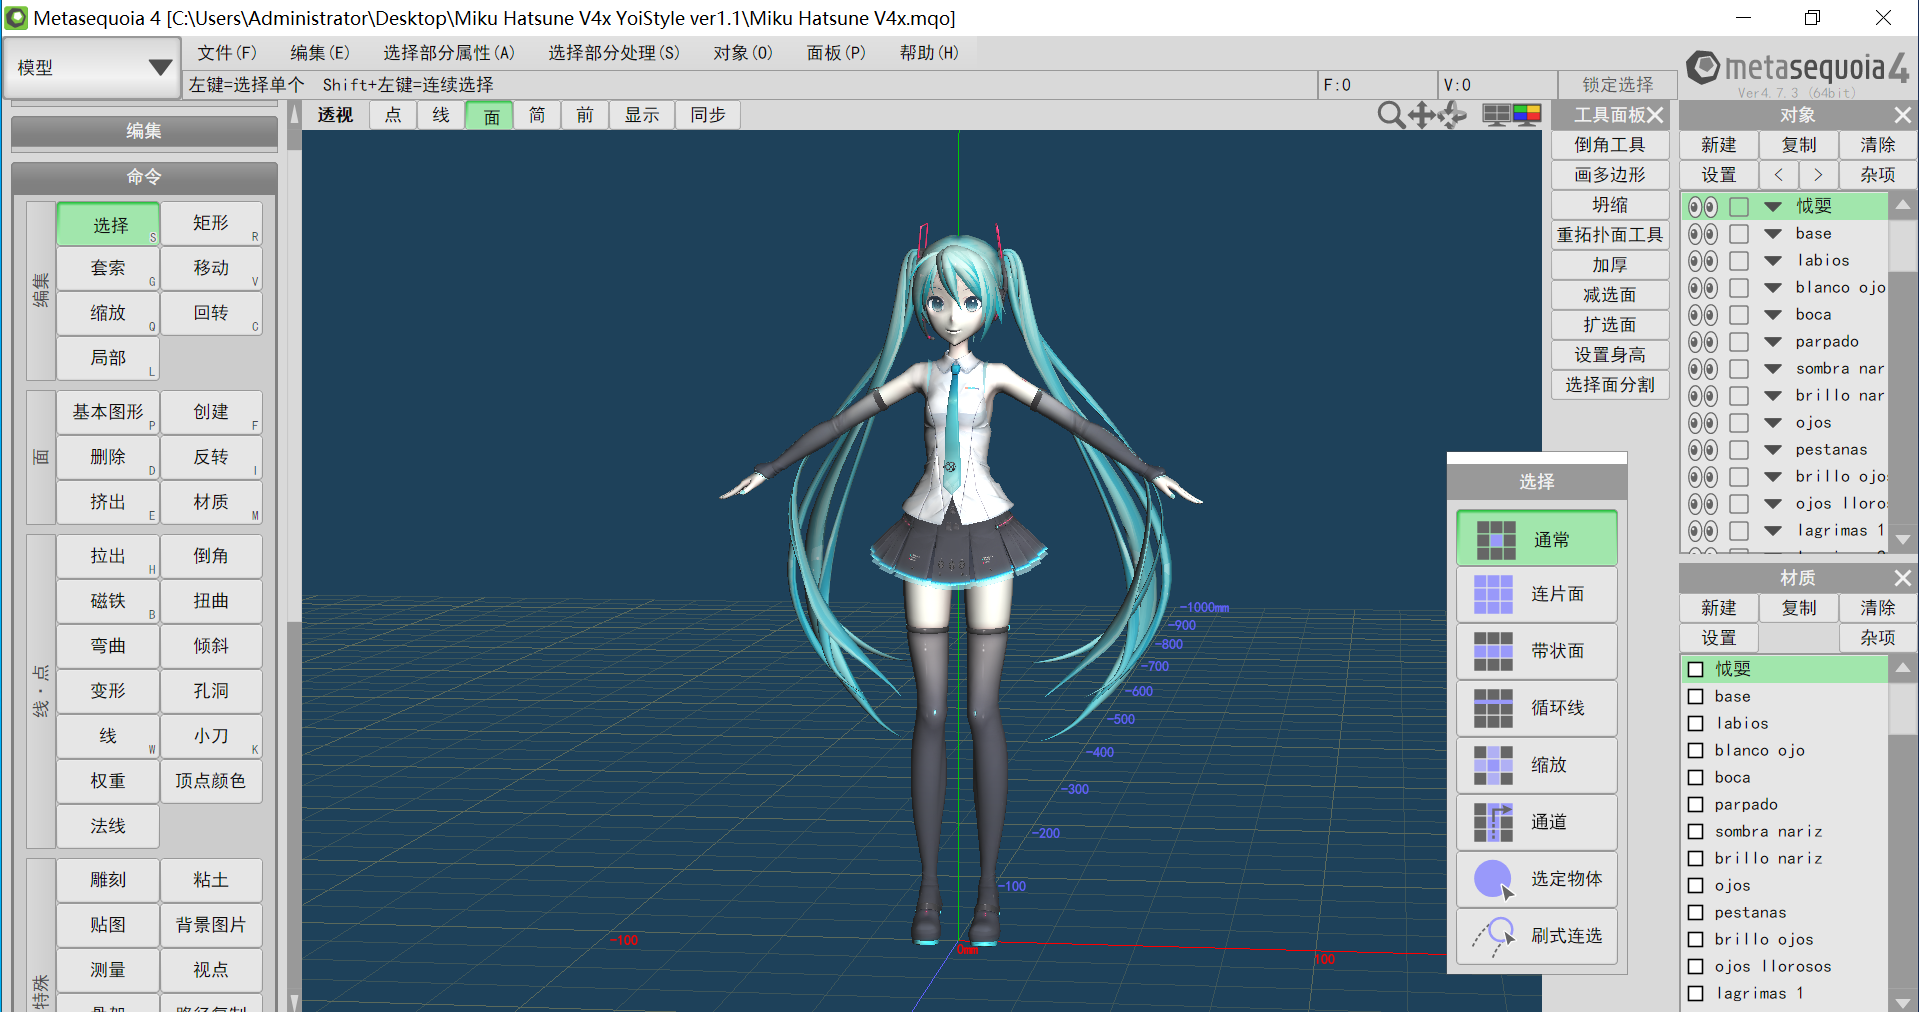 Metasequoia 4 [C:\Users\Administrator\Desktop\Miku Hatsune V4x YoiStyle ver1.1\Miku Hatsune V4x.mqo]
模型
文件(F) 编辑(E) 选择部分属性(A) 选择部分处理(S) 对象(O) 面板(P) 帮助(H)
左键=选择单个 Shift+左键=连续选择
F:0 V:0 锁定选择
metasequoia 4
Ver4.7.3 (64bit)
透视 点 线 面 简 前 显示 同步
编辑
命令
编集
选择 S 矩形 R
套索 G 移动 V
缩放 Q 回转 C
局部 L
面
基本图形 P 创建 F
删除 D 反转 I
挤出 E 材质 M
线・点
拉出 H 倒角
磁铁 B 扭曲
弯曲 倾斜
变形 孔洞
线 W 小刀 K
权重 顶点颜色
法线
特殊
雕刻 粘土
贴图 背景图片
测量 视点
-1000mm
-900
-800
-700
-600
-500
-400
-300
-200
-100
-100
0mm
100
工具面板
倒角工具
画多边形
坍缩
重拓扑面工具
加厚
减选面
扩选面
设置身高
选择面分割
选择
通常
连片面
带状面
循环线
缩放
通道
选定物体
刷式连选
对象
新建 复制 清除
设置 < > 杂项
base
labios
blanco ojo
boca
parpado
sombra nar
brillo nar
ojos
pestanas
brillo ojo
ojos lloro
lagrimas 1
材质
新建 复制 清除
设置 杂项
base
labios
blanco ojo
boca
parpado
sombra nariz
brillo nariz
ojos
pestanas
brillo ojos
ojos llorosos
lagrimas 1